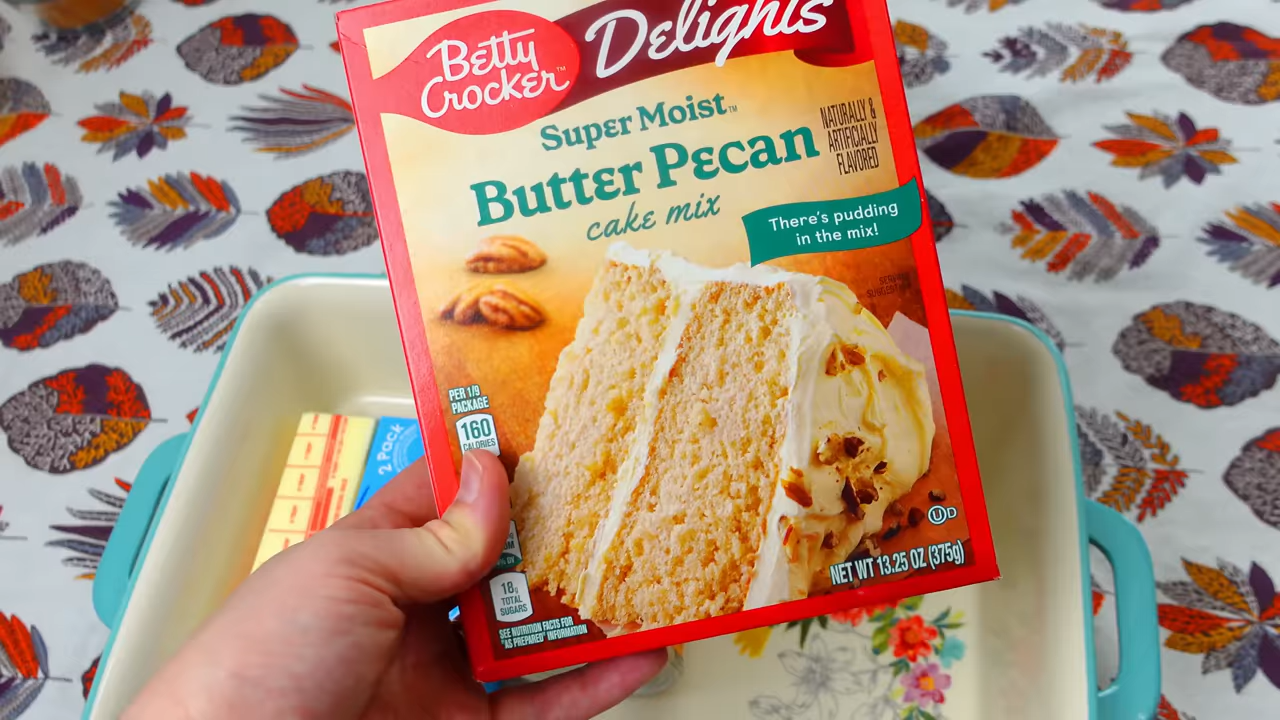 Betty
Crocker™
Delights
Super Moist™
Butter Pecan
cake mix
NATURALLY &
ARTIFICIALLY
FLAVORED
There's pudding
in the mix!
PER 1/9
PACKAGE
160
CALORIES
2 Pack
18g
TOTAL
SUGARS
SEE NUTRITION FACTS FOR
"AS PREPARED" INFORMATION
U D
NET WT 13.25 OZ (375g)